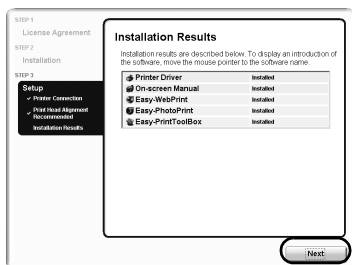 STEP 1
License Agreement
STEP 2
Installation
STEP 3
Setup
Printer Connection
Print Head Alignment
Recommended
Installation Results
Installation Results
Installation results are described below. To display an introduction of
the software, move the mouse pointer to the software name.
Printer Driver Installed
On-screen Manual Installed
Easy-WebPrint Installed
Easy-PhotoPrint Installed
Easy-PrintToolBox Installed
Next